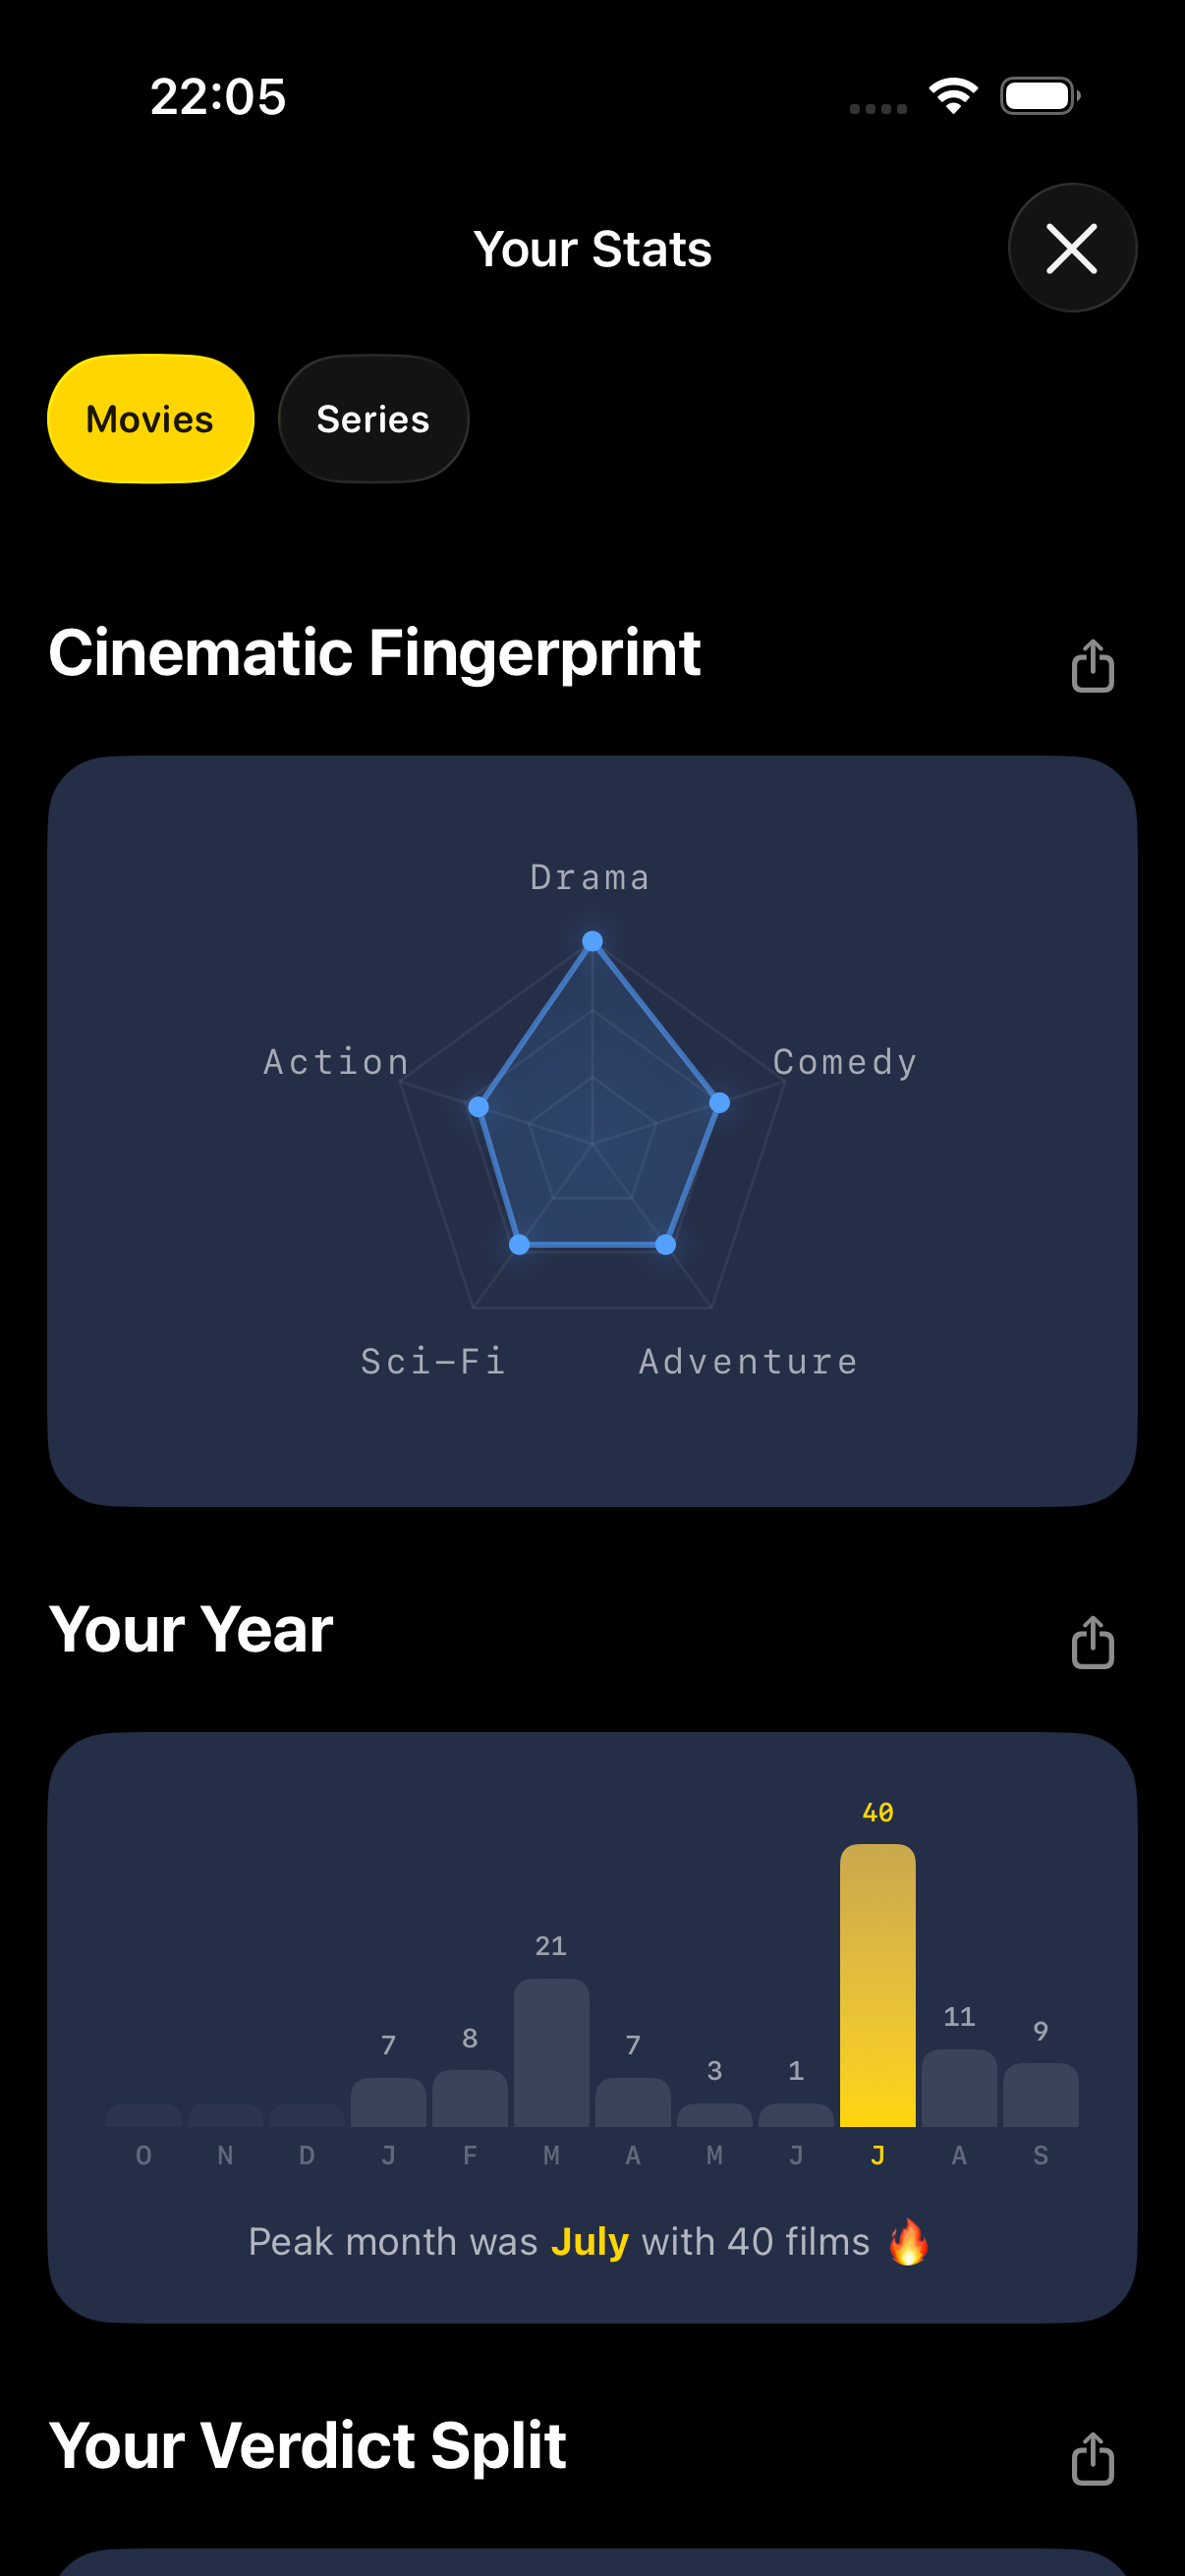 22:05
Your Stats
Movies Series
Cinematic Fingerprint
Drama
Action Comedy
Sci-Fi Adventure
Your Year
40
21
7 8 7 3 1 11 9
O N D J F M A M J J A S
Peak month was July with 40 films 🔥
Your Verdict Split